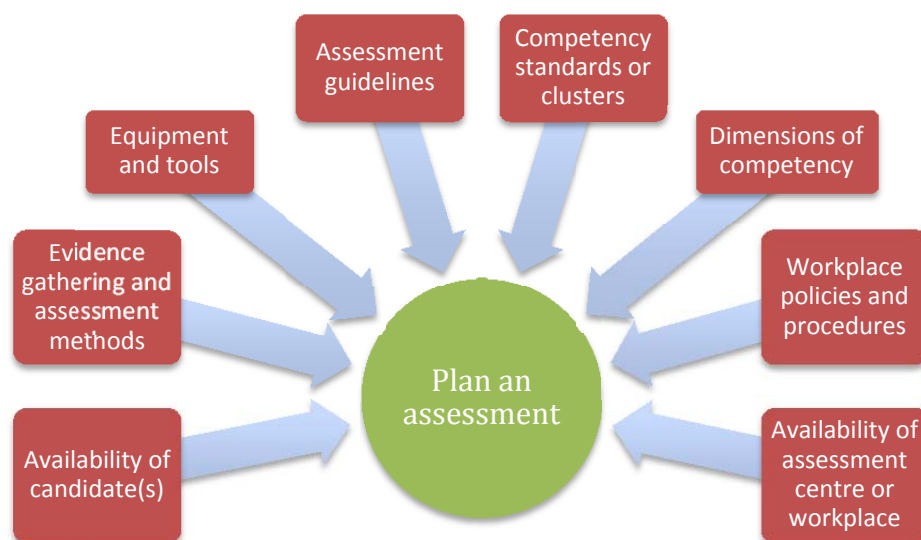 Assessment
guidelines
Competency
standards or
clusters
Equipment
and tools
Dimensions of
competency
Evidence
gathering and
assessment
methods
Workplace
policies and
procedures
Plan an
assessment
Availability of
candidate(s)
Availability of
assessment
centre or
workplace